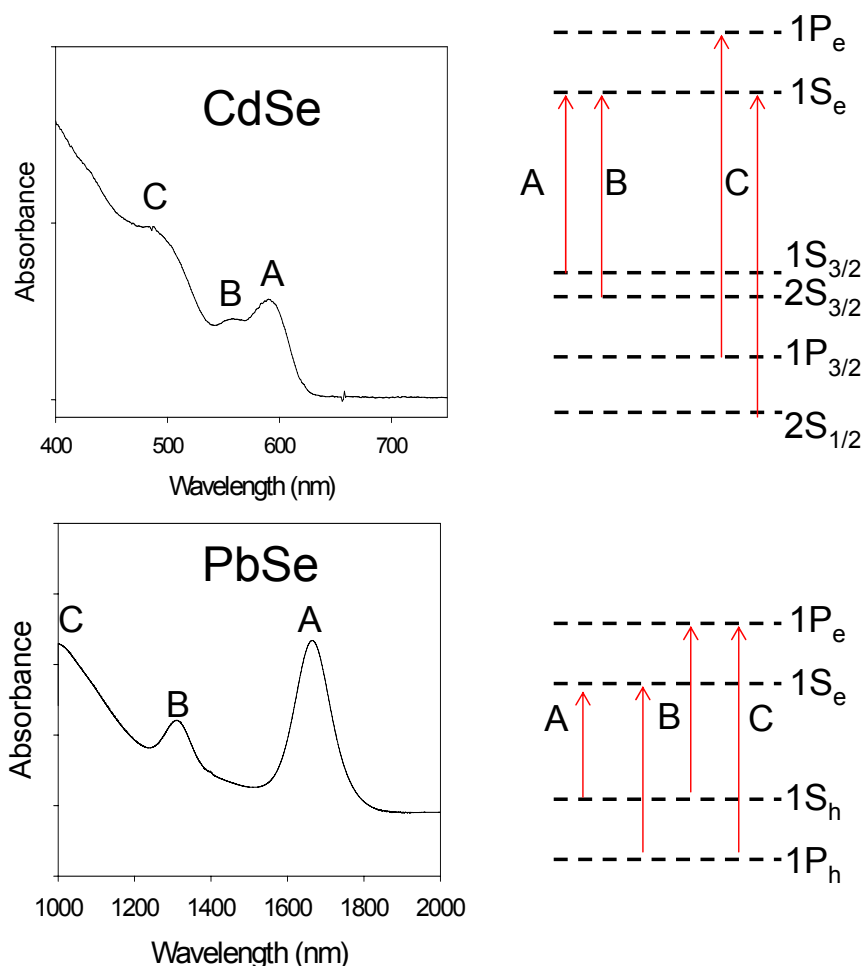 CdSe
C
B
A
Absorbance
400 500 600 700
Wavelength (nm)
1Pe
1Se
A B C
1S3/2
2S3/2
1P3/2
2S1/2
PbSe
C
B
A
Absorbance
1000 1200 1400 1600 1800 2000
Wavelength (nm)
1Pe
1Se
A B C
1Sh
1Ph